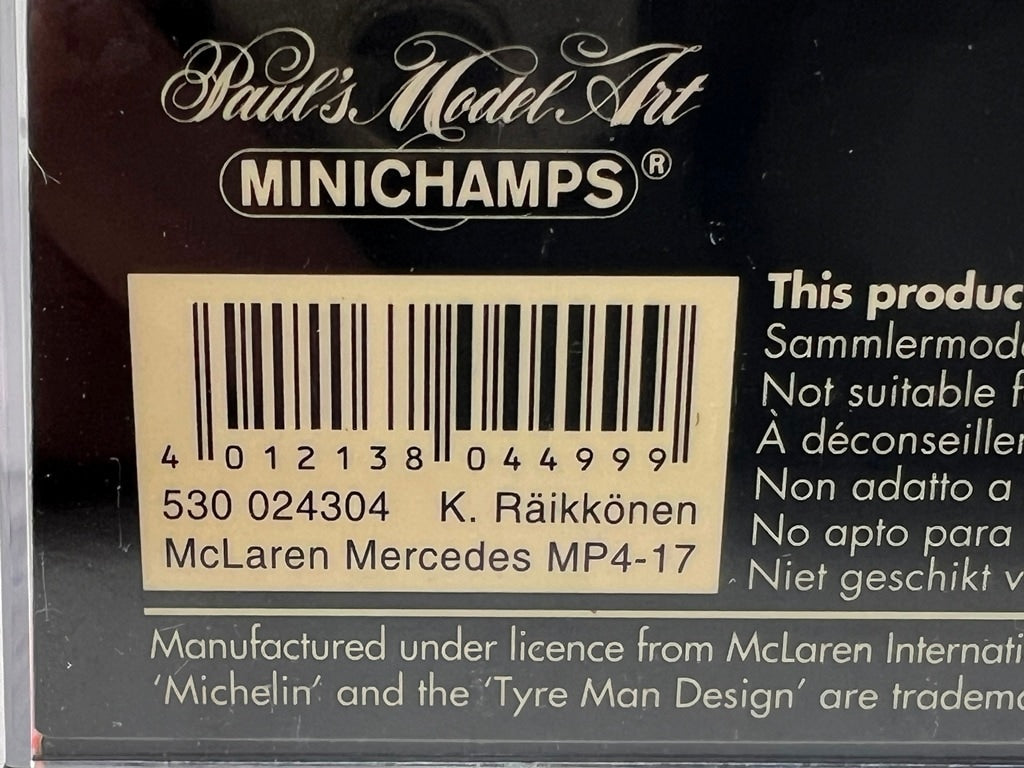 Paul's Model Art
MINICHAMPS®
4 012138 044999
530 024304 K. Räikkönen
McLaren Mercedes MP4-17
This produc
Sammlermod
Not suitable f
À déconseiller
Non adatto a
No apto para
Niet geschikt v
Manufactured under licence from McLaren Internati
'Michelin' and the 'Tyre Man Design' are tradem